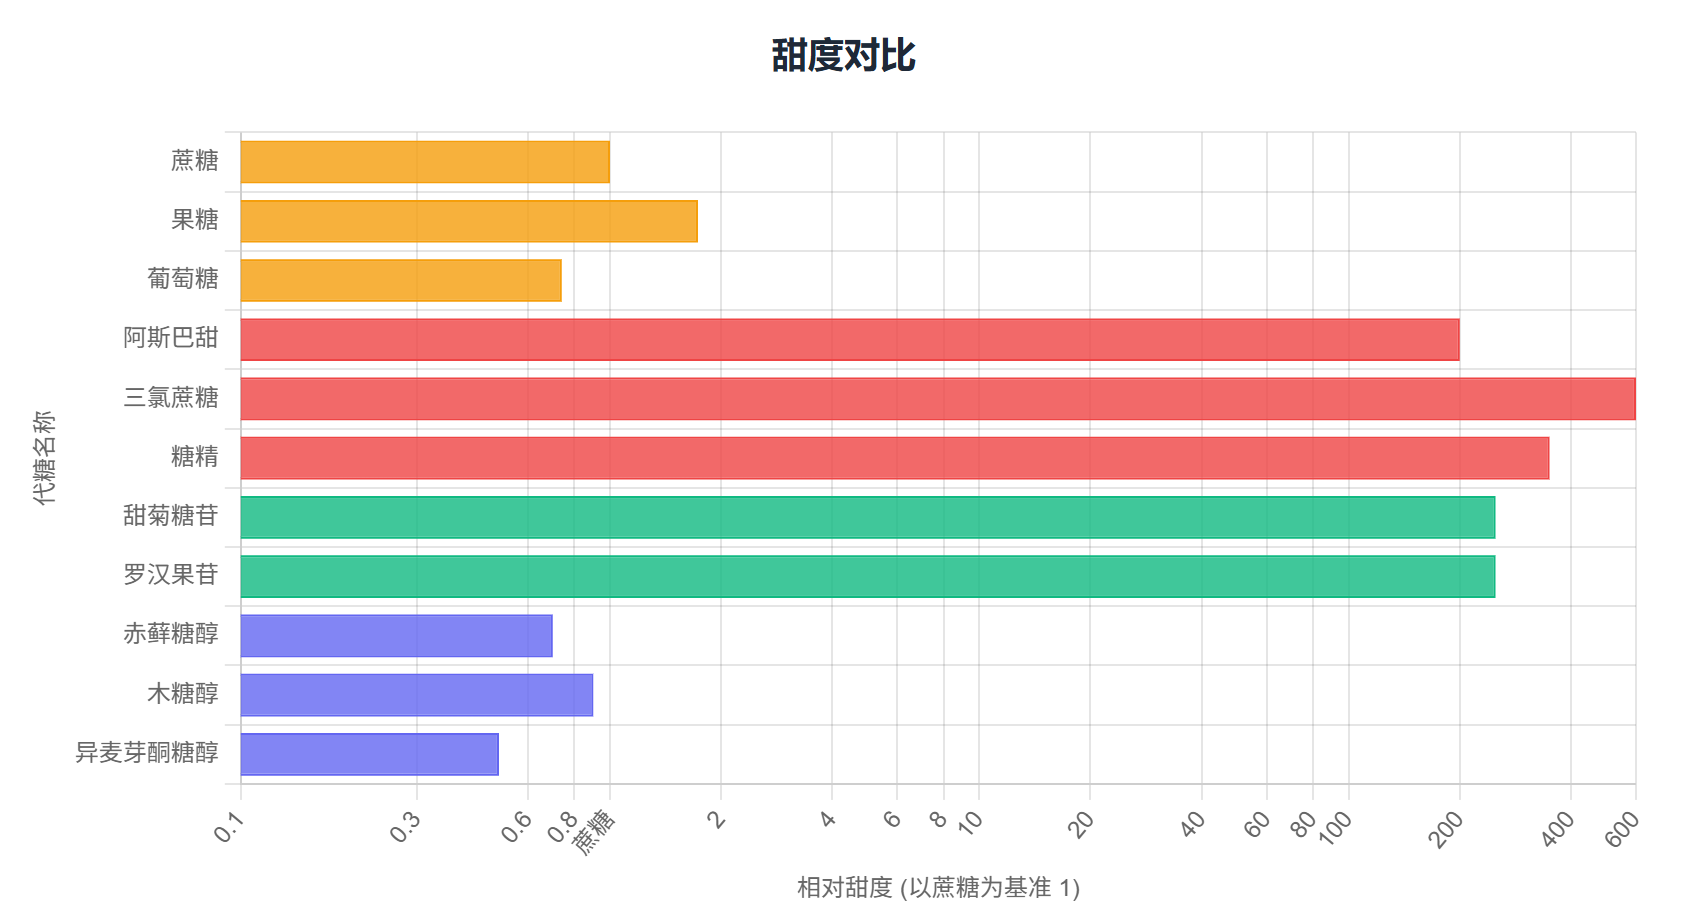 甜度对比
代糖名称
蔗糖
果糖
葡萄糖
阿斯巴甜
三氯蔗糖
糖精
甜菊糖苷
罗汉果苷
赤藓糖醇
木糖醇
异麦芽酮糖醇
0.1
0.3
0.6
0.8
蔗糖
2
4
6
8
10
20
40
60
80
100
200
400
600
相对甜度 (以蔗糖为基准 1)